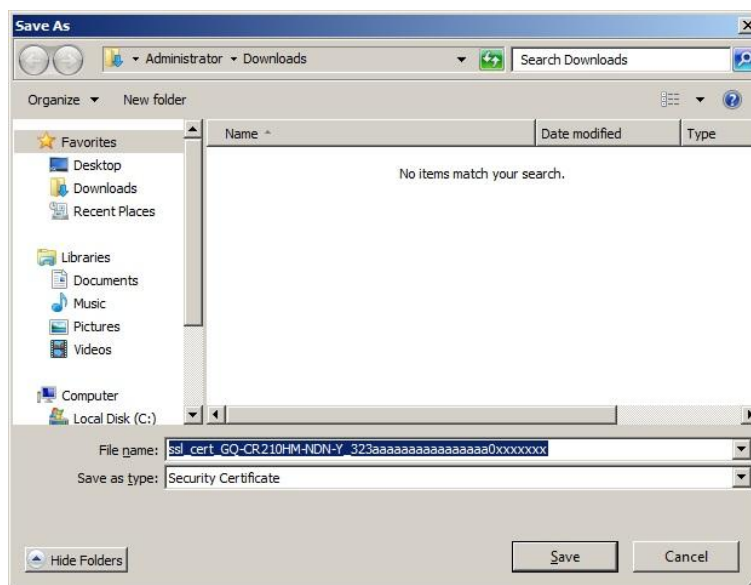 Save As
Administrator Downloads
Search Downloads
Organize New folder
Favorites
Desktop
Downloads
Recent Places
Libraries
Documents
Music
Pictures
Videos
Computer
Local Disk (C:)
Name Date modified Type
No items match your search.
File name: ssl_cert_GQ-CR210HM-NDN-Y_323aaaaaaaaaaaaaaaaa0xxxxxxx
Save as type: Security Certificate
Hide Folders
Save Cancel